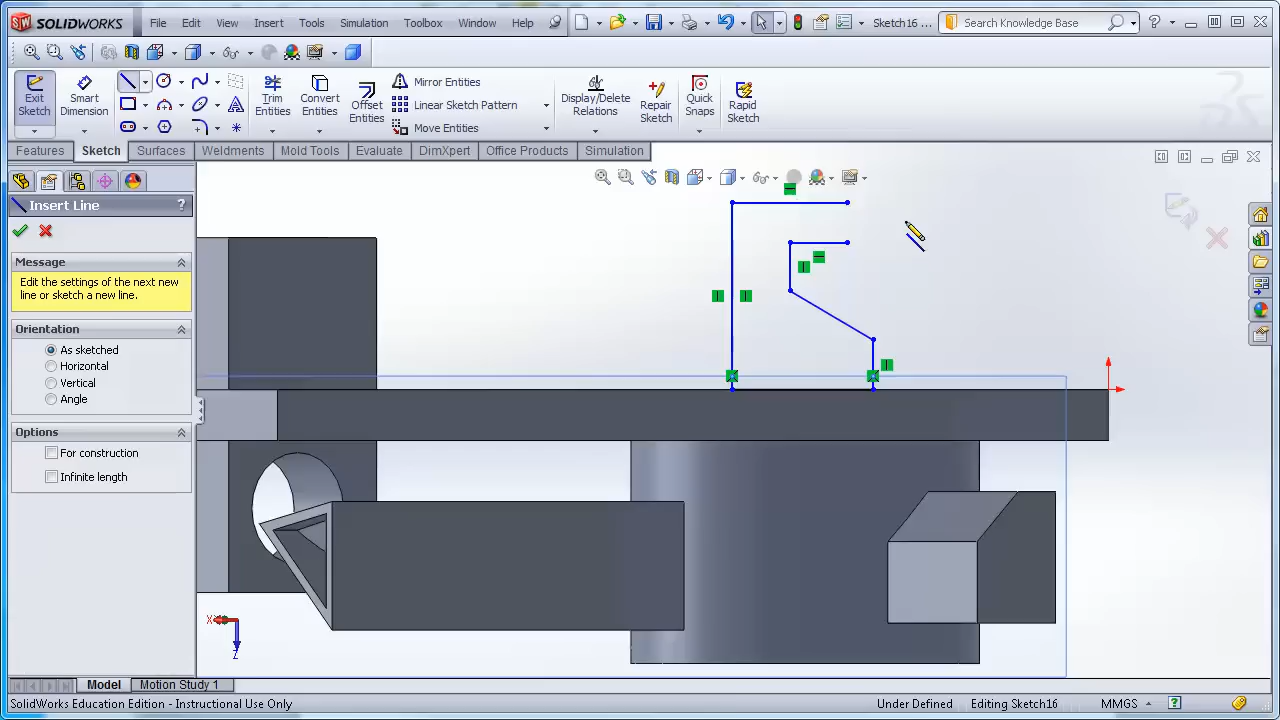 SOLIDWORKS File Edit View Insert Tools Simulation Toolbox Window Help Sketch16 ... Search Knowledge Base ?
Exit Sketch
Smart Dimension
Trim Entities
Convert Entities
Offset Entities
Mirror Entities
Linear Sketch Pattern
Move Entities
Display/Delete Relations
Repair Sketch
Quick Snaps
Rapid Sketch
Features Sketch Surfaces Weldments Mold Tools Evaluate DimXpert Office Products Simulation
Insert Line ?
Message
Edit the settings of the next new
line or sketch a new line.
Orientation
As sketched
Horizontal
Vertical
Angle
Options
For construction
Infinite length
X
Z
Model Motion Study 1
SolidWorks Education Edition - Instructional Use Only Under Defined Editing Sketch16 MMGS ?